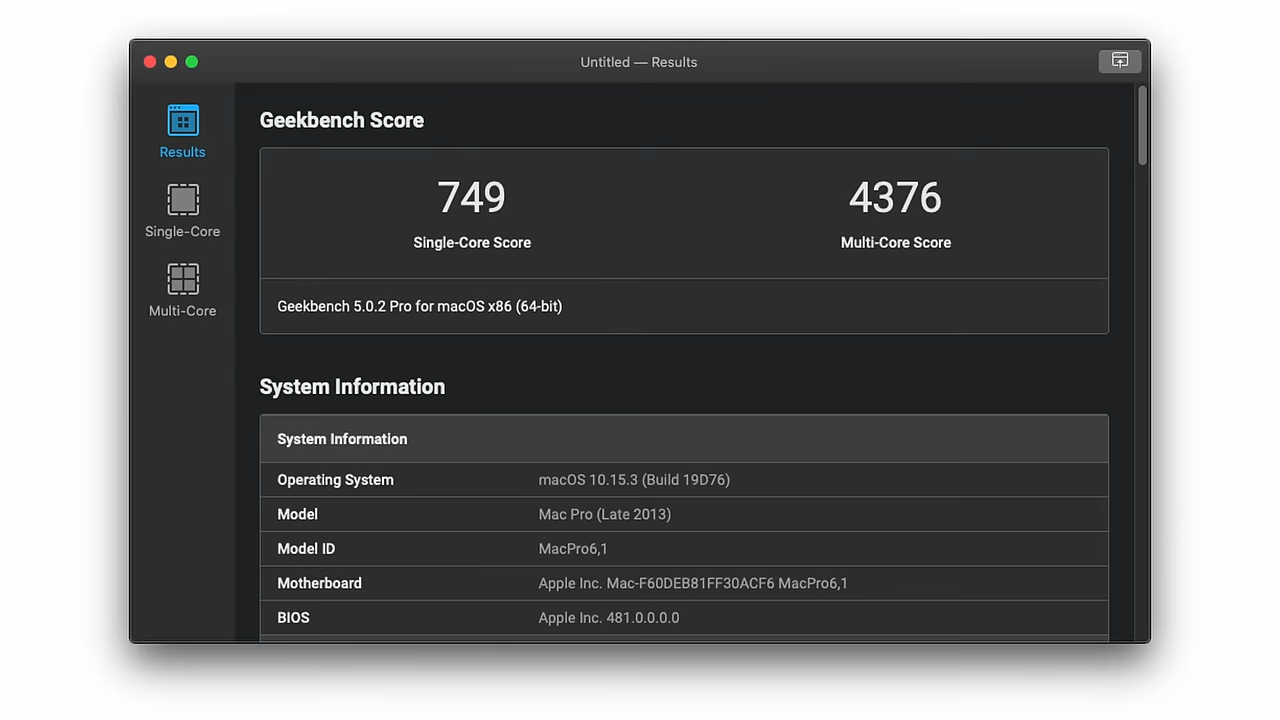 Untitled — Results
Results
Single-Core
Multi-Core
Geekbench Score
749 4376
Single-Core Score Multi-Core Score
Geekbench 5.0.2 Pro for macOS x86 (64-bit)
System Information
System Information
Operating System macOS 10.15.3 (Build 19D76)
Model Mac Pro (Late 2013)
Model ID MacPro6,1
Motherboard Apple Inc. Mac-F60DEB81FF30ACF6 MacPro6,1
BIOS Apple Inc. 481.0.0.0.0